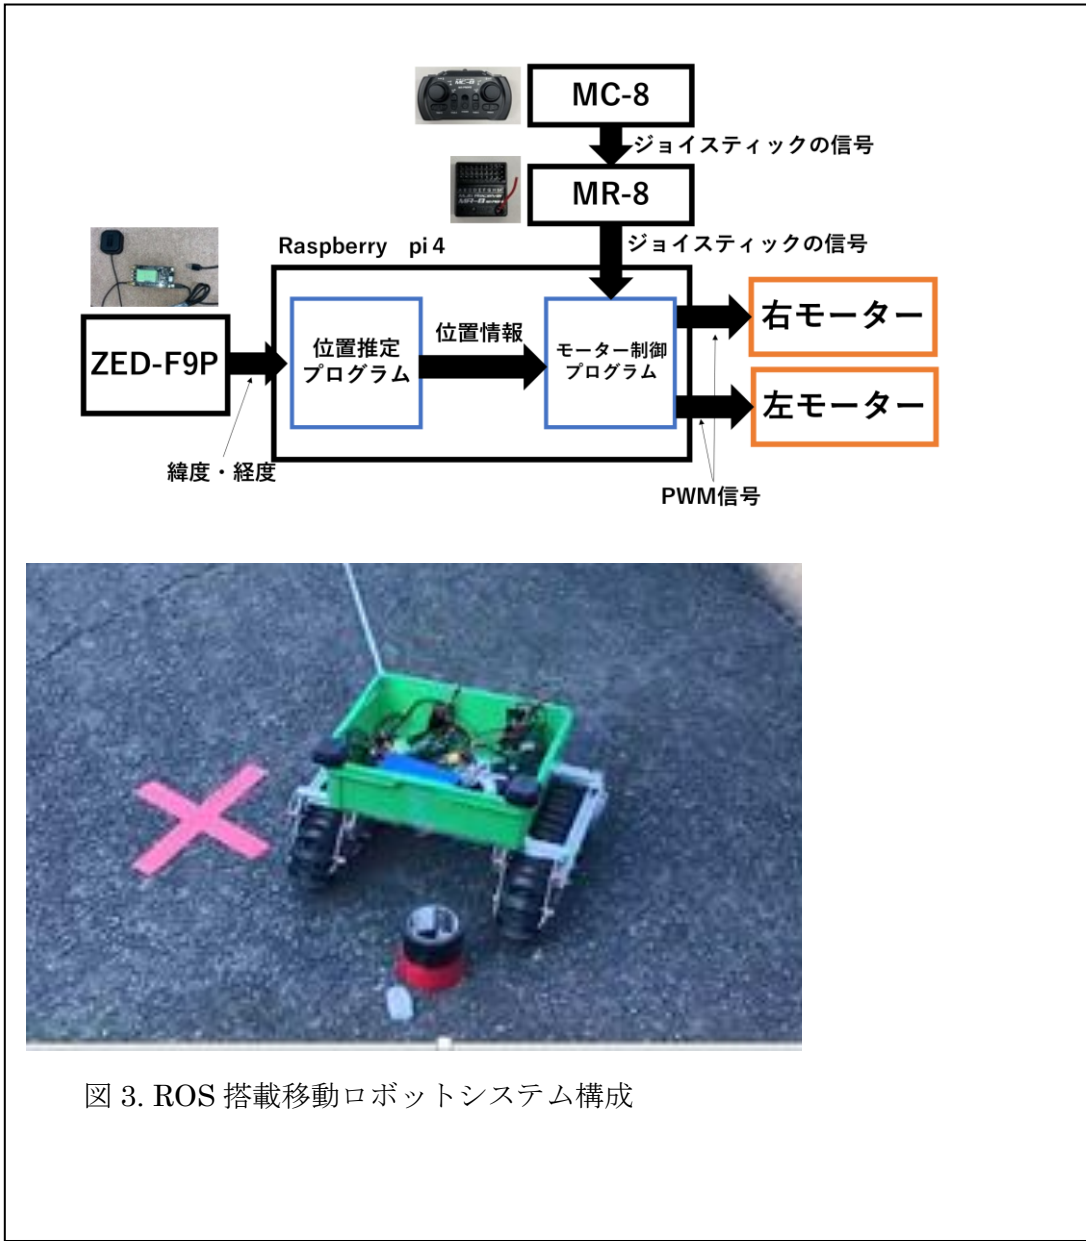 MC-8
ジョイスティックの信号
MR-8
MR-8
ジョイスティックの信号
Raspberry pi 4
ZED-F9P
位置推定
プログラム
位置情報
モーター制御
プログラム
右モーター
左モーター
緯度・経度
PWM信号
図 3. ROS 搭載移動ロボットシステム構成